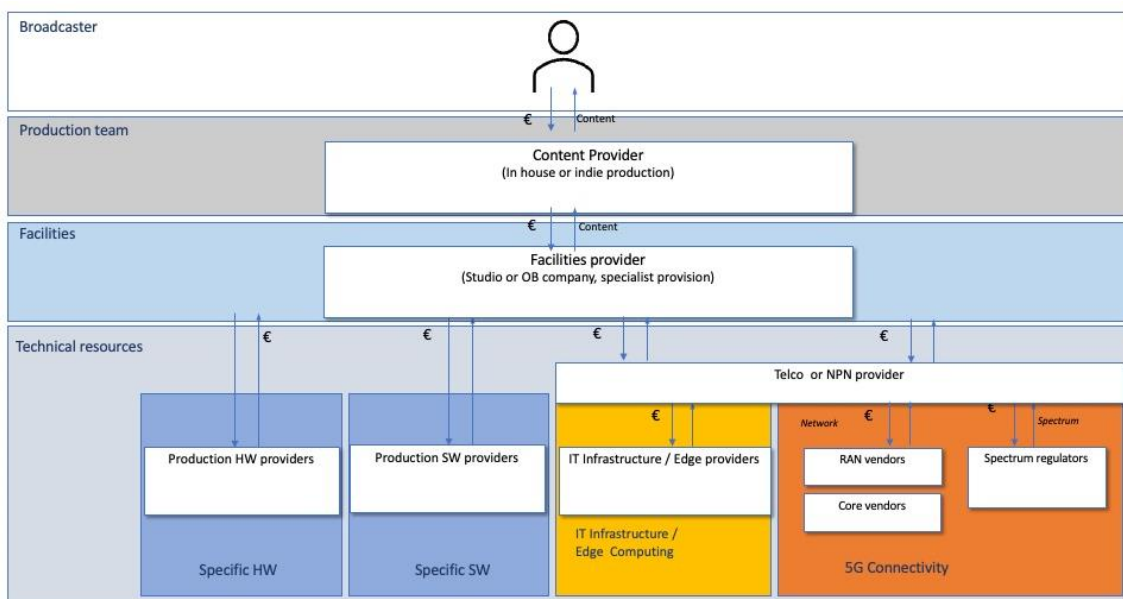 Broadcaster
€
Content
Production team
Content Provider
(In house or indie production)
€
Content
Facilities
Facilities provider
(Studio or OB company, specialist provision)
€
€
€
€
Technical resources
Telco or NPN provider
€
Network
€
€
Spectrum
Production HW providers
Production SW providers
IT Infrastructure / Edge providers
RAN vendors
Spectrum regulators
Core vendors
IT Infrastructure /
Edge Computing
Specific HW
Specific SW
5G Connectivity